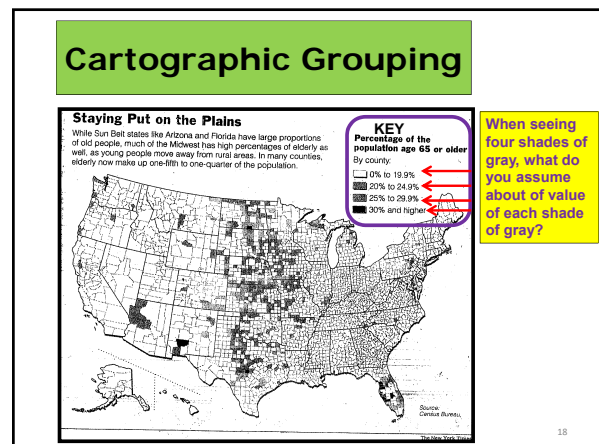 Cartographic Grouping
Staying Put on the Plains
While Sun Belt states like Arizona and Florida have large proportions
of old people, much of the Midwest has high percentages of elderly as
well, as young people move away from rural areas. In many counties,
elderly now make up one-fifth to one-quarter of the population.
KEY
Percentage of the
population age 65 or older
By county:
0% to 19.9%
20% to 24.9%
25% to 29.9%
30% and higher
When seeing
four shades of
gray, what do
you assume
about of value
of each shade
of gray?
Source:
Census Bureau,
The New York Times
18